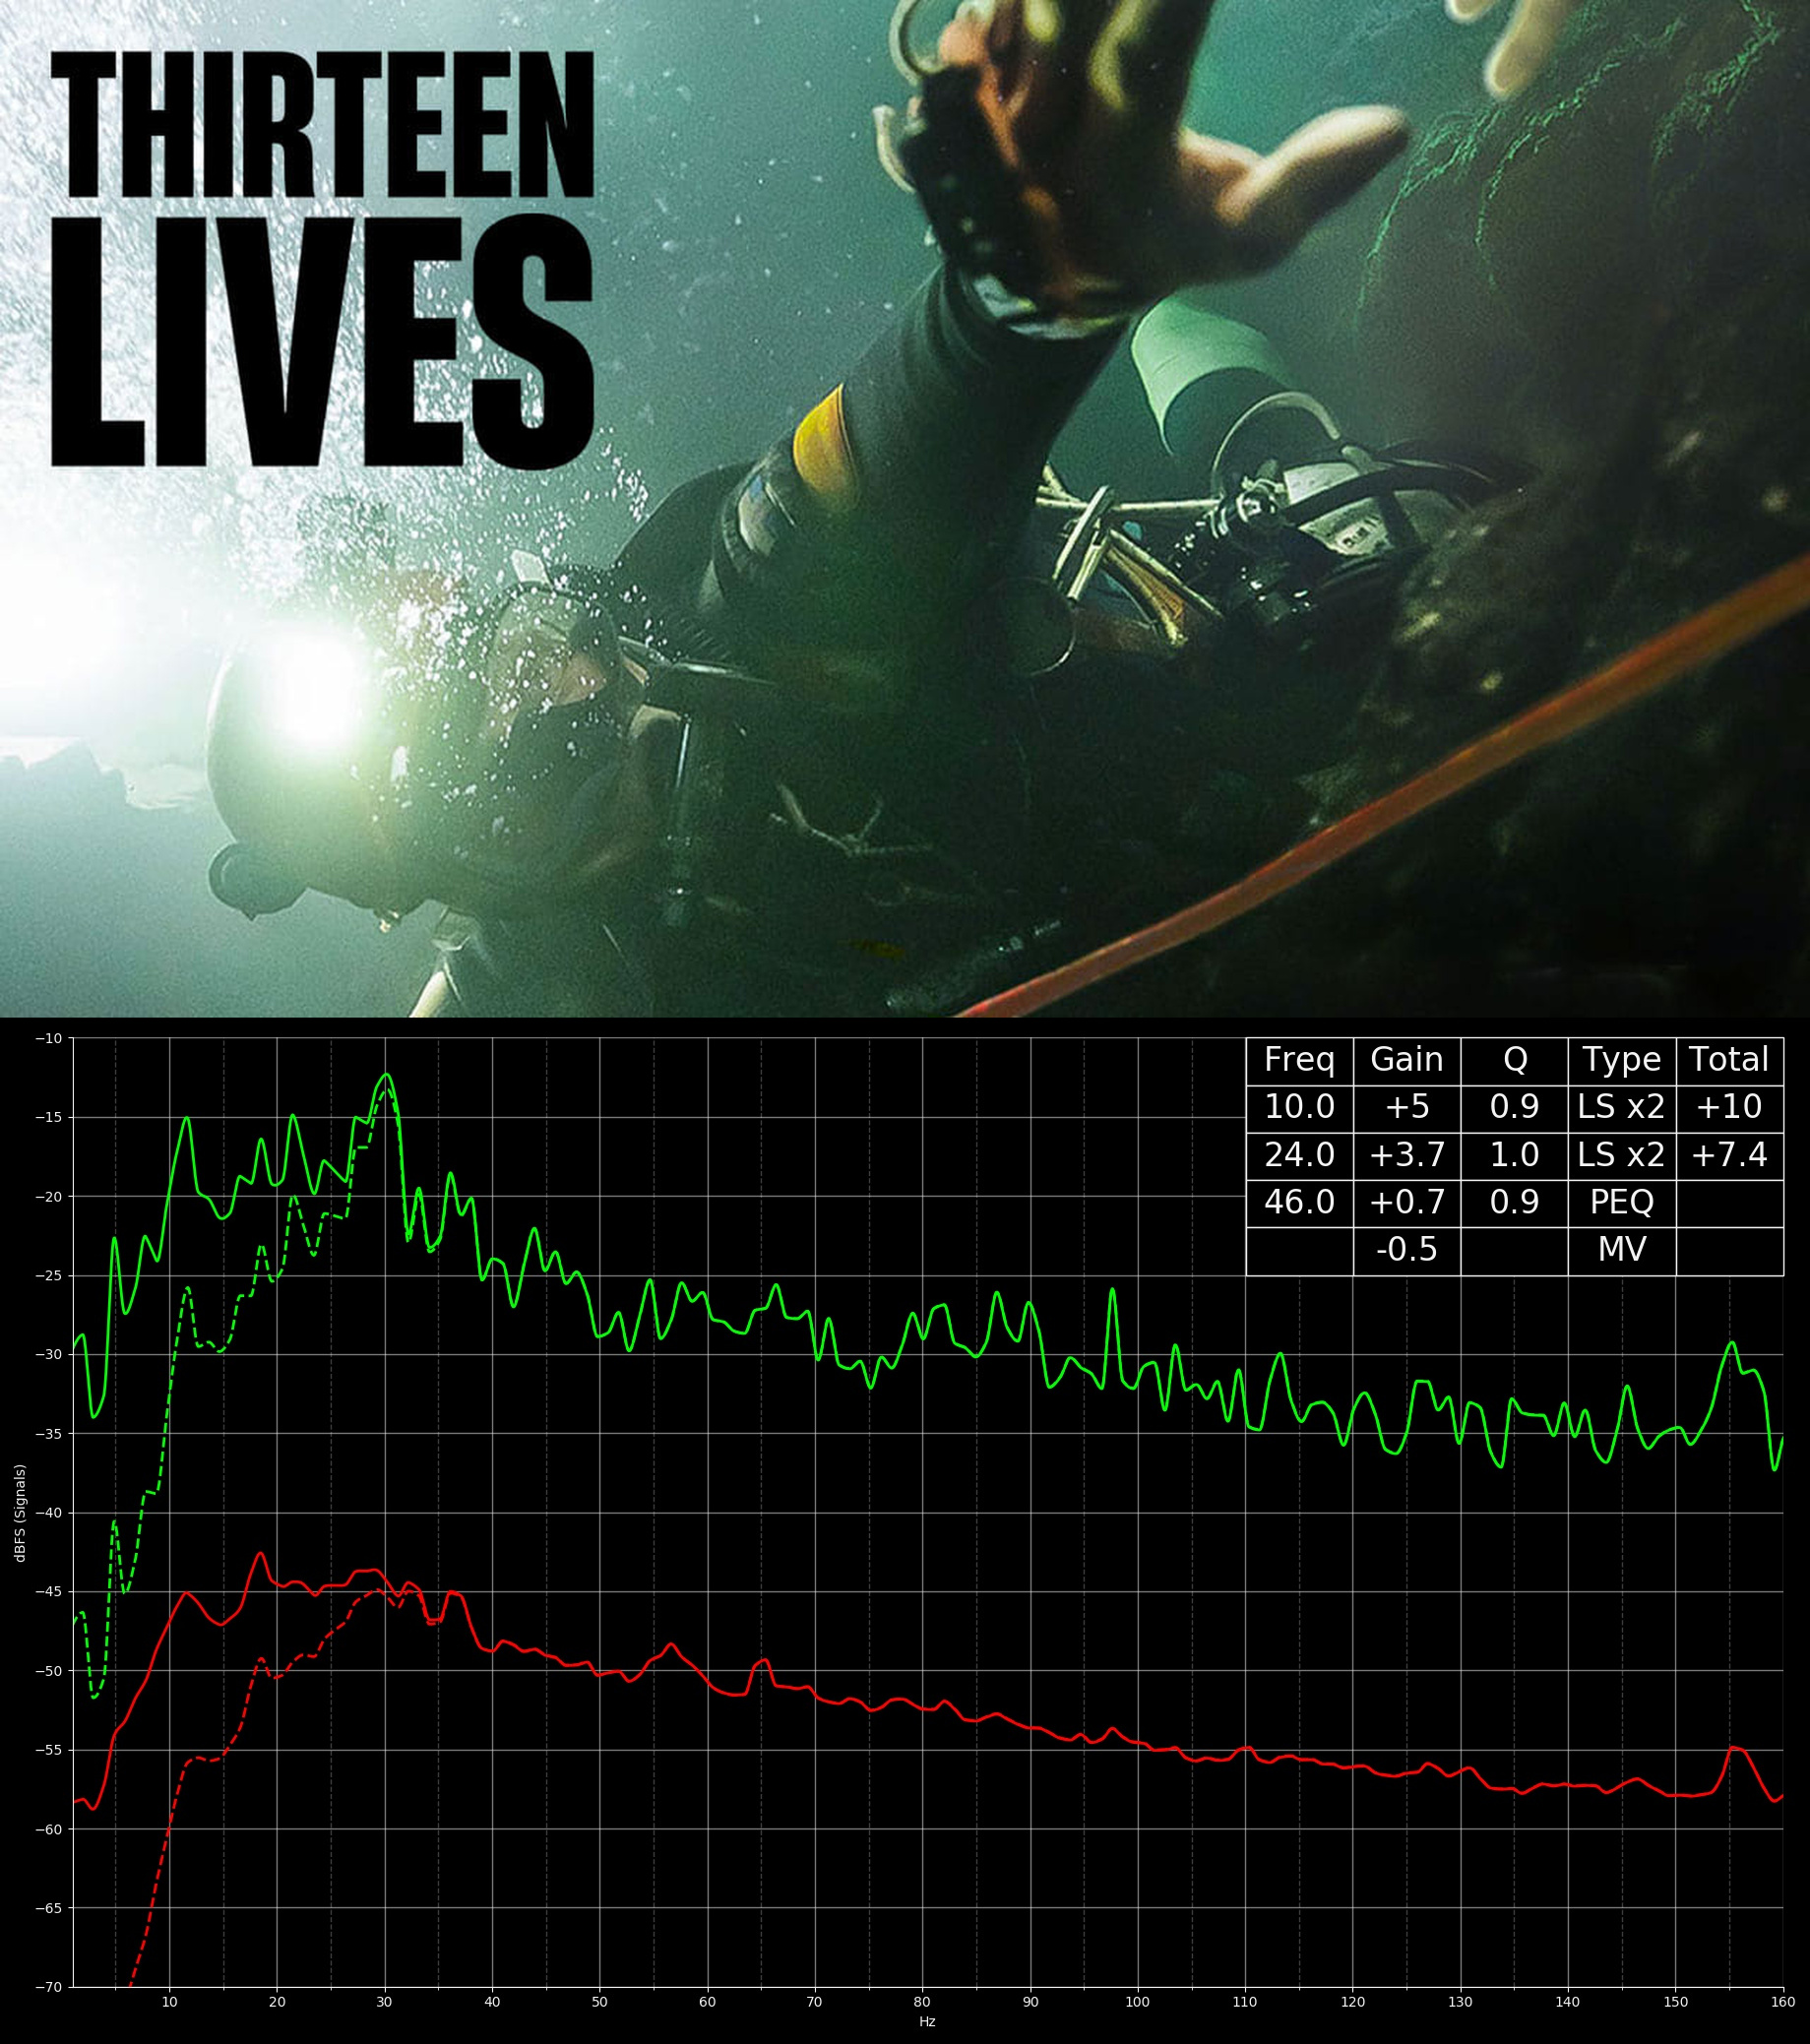 THIRTEEN
LIVES
Freq Gain Q Type Total
10.0 +5 0.9 LS x2 +10
24.0 +3.7 1.0 LS x2 +7.4
46.0 +0.7 0.9 PEQ
-0.5 MV
−10
−15
−20
−25
−30
−35
−40
−45
−50
−55
−60
−65
−70
dBFS (Signals)
10 20 30 40 50 60 70 80 90 100 110 120 130 140 150 160
Hz